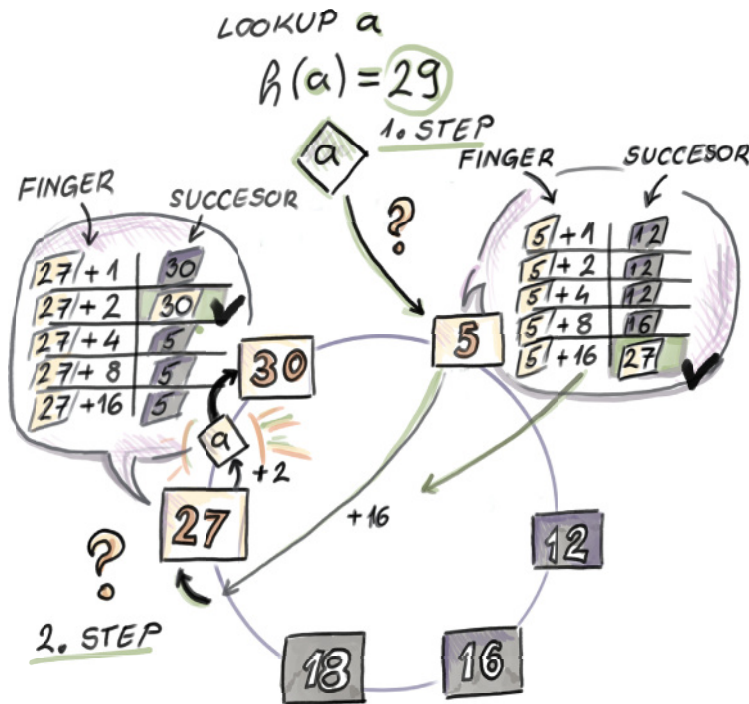 LOOKUP a
h(a) = 29
1. STEP
a
?
FINGER SUCCESOR
27 +1 30
27 +2 30
27 +4 5
27 +8 5
27 +16 5
FINGER SUCCESOR
5 +1 12
5 +2 12
5 +4 12
5 +8 16
5 +16 27
30
5
a
+2
27
+16
12
?
2. STEP
18
16